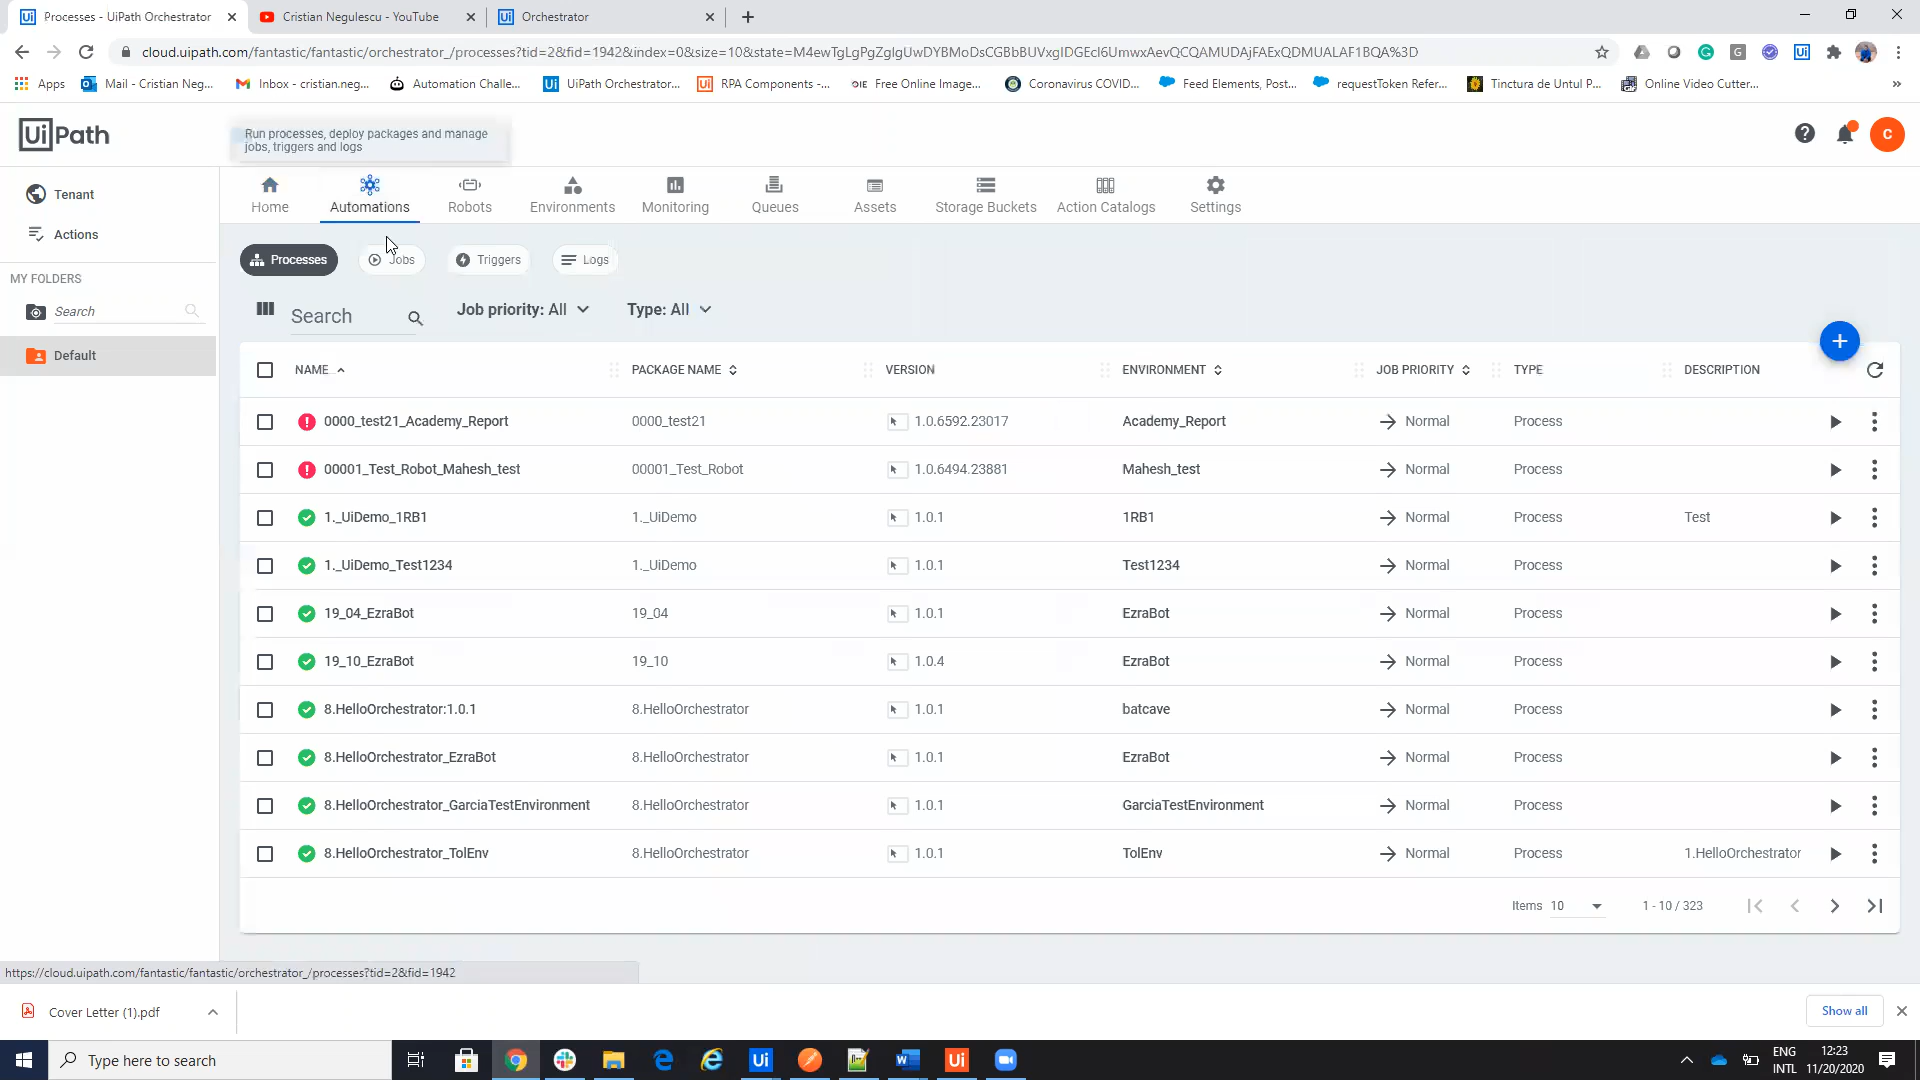 Processes - UiPath Orchestrator
Cristian Negulescu - YouTube
Orchestrator
cloud.uipath.com/fantastic/fantastic/orchestrator_/processes?tid=2&fid=1942&index=0&size=10&state=
Apps
Mail - Cristian Neg...
Inbox - cristian.neg...
Automation Challe...
UiPath Orchestrator...
RPA Components -...
Free Online Image...
Coronavirus COVID...
Feed Elements, Post...
requestToken Refer...
Tinctura de Untul P...
Online Video Cutter...
UiPath
Run processes, deploy packages and manage
jobs, triggers and logs
C
Tenant
Actions
MY FOLDERS
Search
Default
Home
Automations
Robots
Environments
Monitoring
Queues
Assets
Storage Buckets
Action Catalogs
Settings
Processes
Jobs
Triggers
Logs
Search
Job priority: All
Type: All
NAME PACKAGE NAME VERSION ENVIRONMENT JOB PRIORITY TYPE DESCRIPTION
0000_test21_Academy_Report 0000_test21 1.0.6592.23017 Academy_Report Normal Process
00001_Test_Robot_Mahesh_test 00001_Test_Robot 1.0.6494.23881 Mahesh_test Normal Process
1._UiDemo_1RB1 1._UiDemo 1.0.1 1RB1 Normal Process Test
1._UiDemo_Test1234 1._UiDemo 1.0.1 Test1234 Normal Process
19_04_EzraBot 19_04 1.0.1 EzraBot Normal Process
19_10_EzraBot 19_10 1.0.4 EzraBot Normal Process
8.HelloOrchestrator:1.0.1 8.HelloOrchestrator 1.0.1 batcave Normal Process
8.HelloOrchestrator_EzraBot 8.HelloOrchestrator 1.0.1 EzraBot Normal Process
8.HelloOrchestrator_GarciaTestEnvironment 8.HelloOrchestrator 1.0.1 GarciaTestEnvironment Normal Process
8.HelloOrchestrator_TolEnv 8.HelloOrchestrator 1.0.1 TolEnv Normal Process 1.HelloOrchestrator
Items 10 1 - 10 / 323
https://cloud.uipath.com/fantastic/fantastic/orchestrator_/processes?tid=2&fid=1942
Cover Letter (1).pdf
Show all
Type here to search
ENG
INTL
12:23
11/20/2020